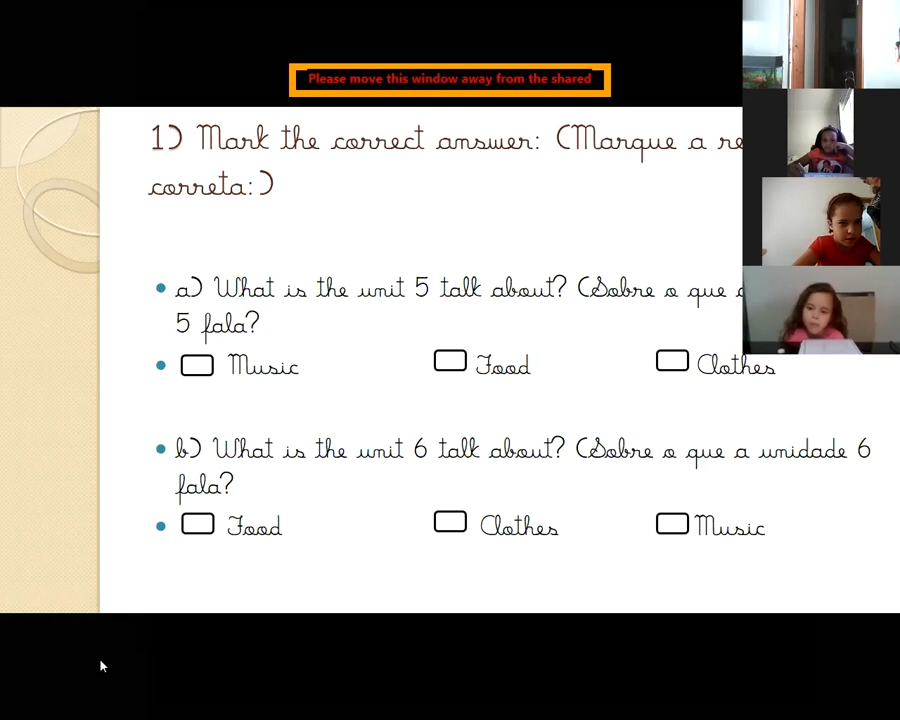 Please move this window away from the shared
1) Mark the correct answer: (Marque a
correta:)
a) What is the unit 5 talk about? (Sobre o que
5 fala?
Music Food Clothes
b) What is the unit 6 talk about? (Sobre o que a unidade 6
fala?
Food Clothes Music